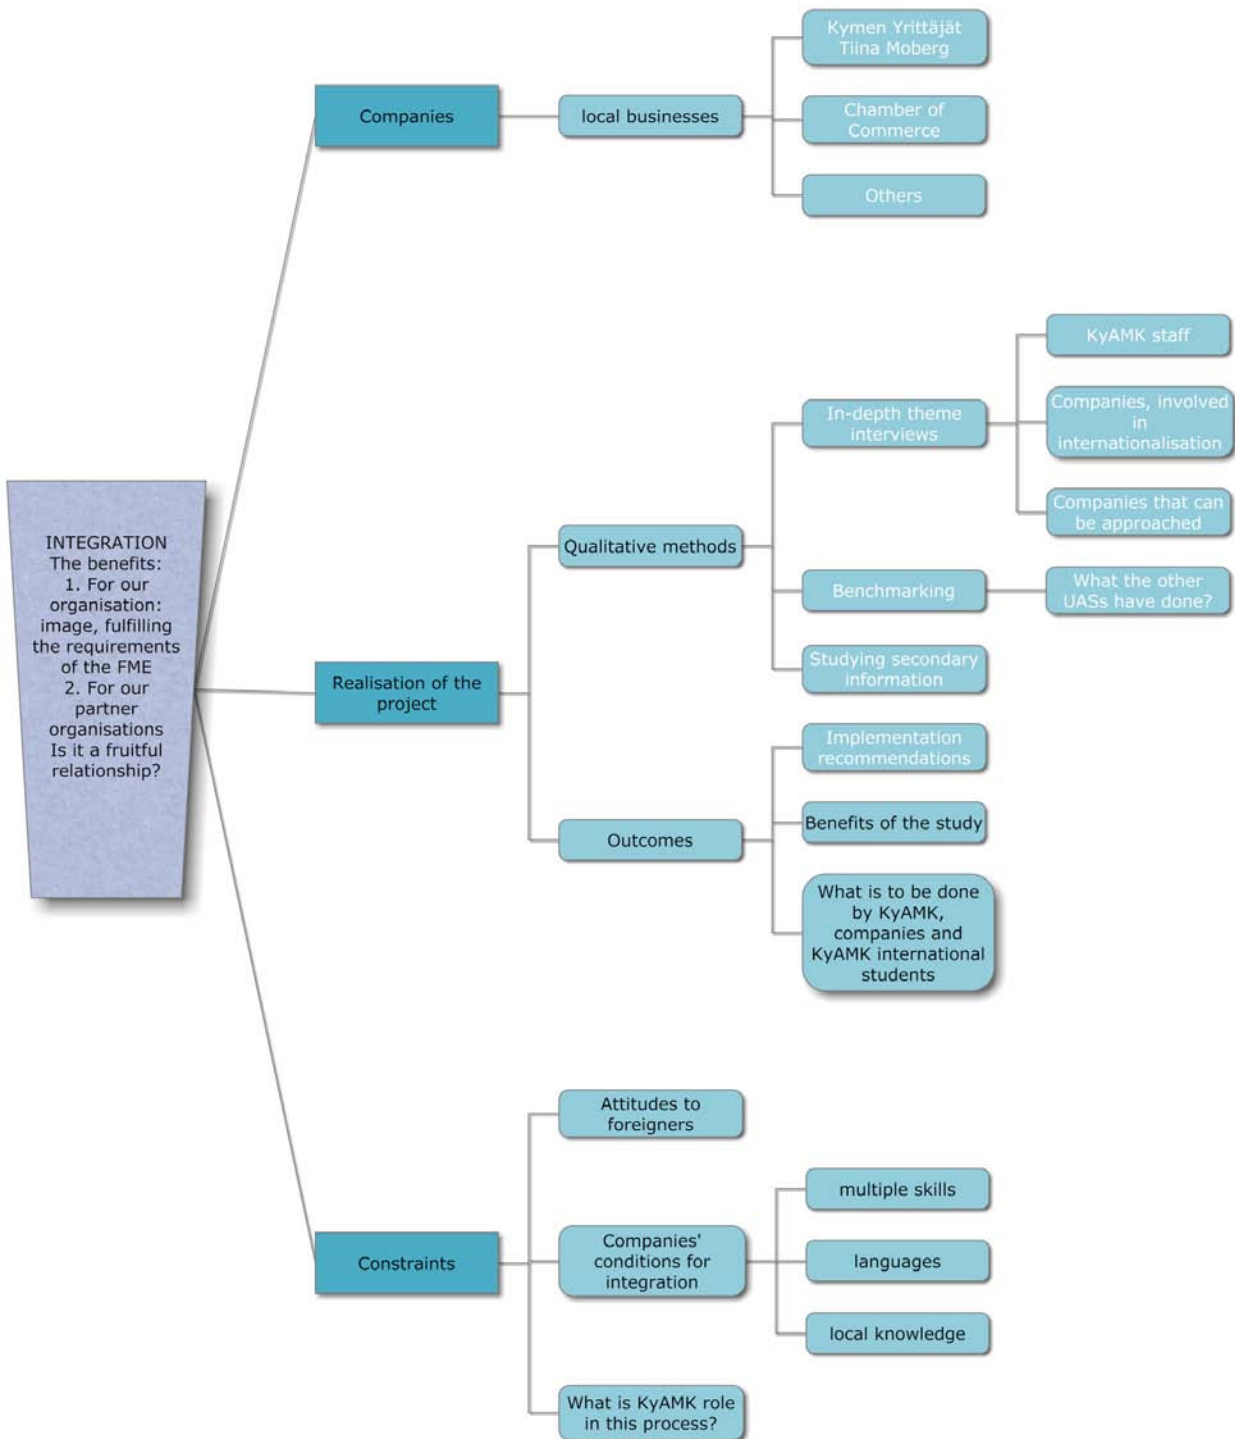 Kymen Yrittäjät
Tiina Moberg
Companies
local businesses
Chamber of
Commerce
Others
KyAMK staff
In-depth theme
interviews
Companies, involved
in
internationalisation
Companies that can
be approached
INTEGRATION
The benefits:
1. For our
organisation:
image, fulfilling
the requirements
of the FME
2. For our
partner
organisations
Is it a fruitful
relationship?
Qualitative methods
Benchmarking
What the other
UASs have done?
Studying secondary
information
Realisation of the
project
Implementation
recommendations
Outcomes
Benefits of the study
What is to be done
by KyAMK,
companies and
KyAMK international
students
Attitudes to
foreigners
Constraints
Companies'
conditions for
integration
multiple skills
languages
local knowledge
What is KyAMK role
in this process?